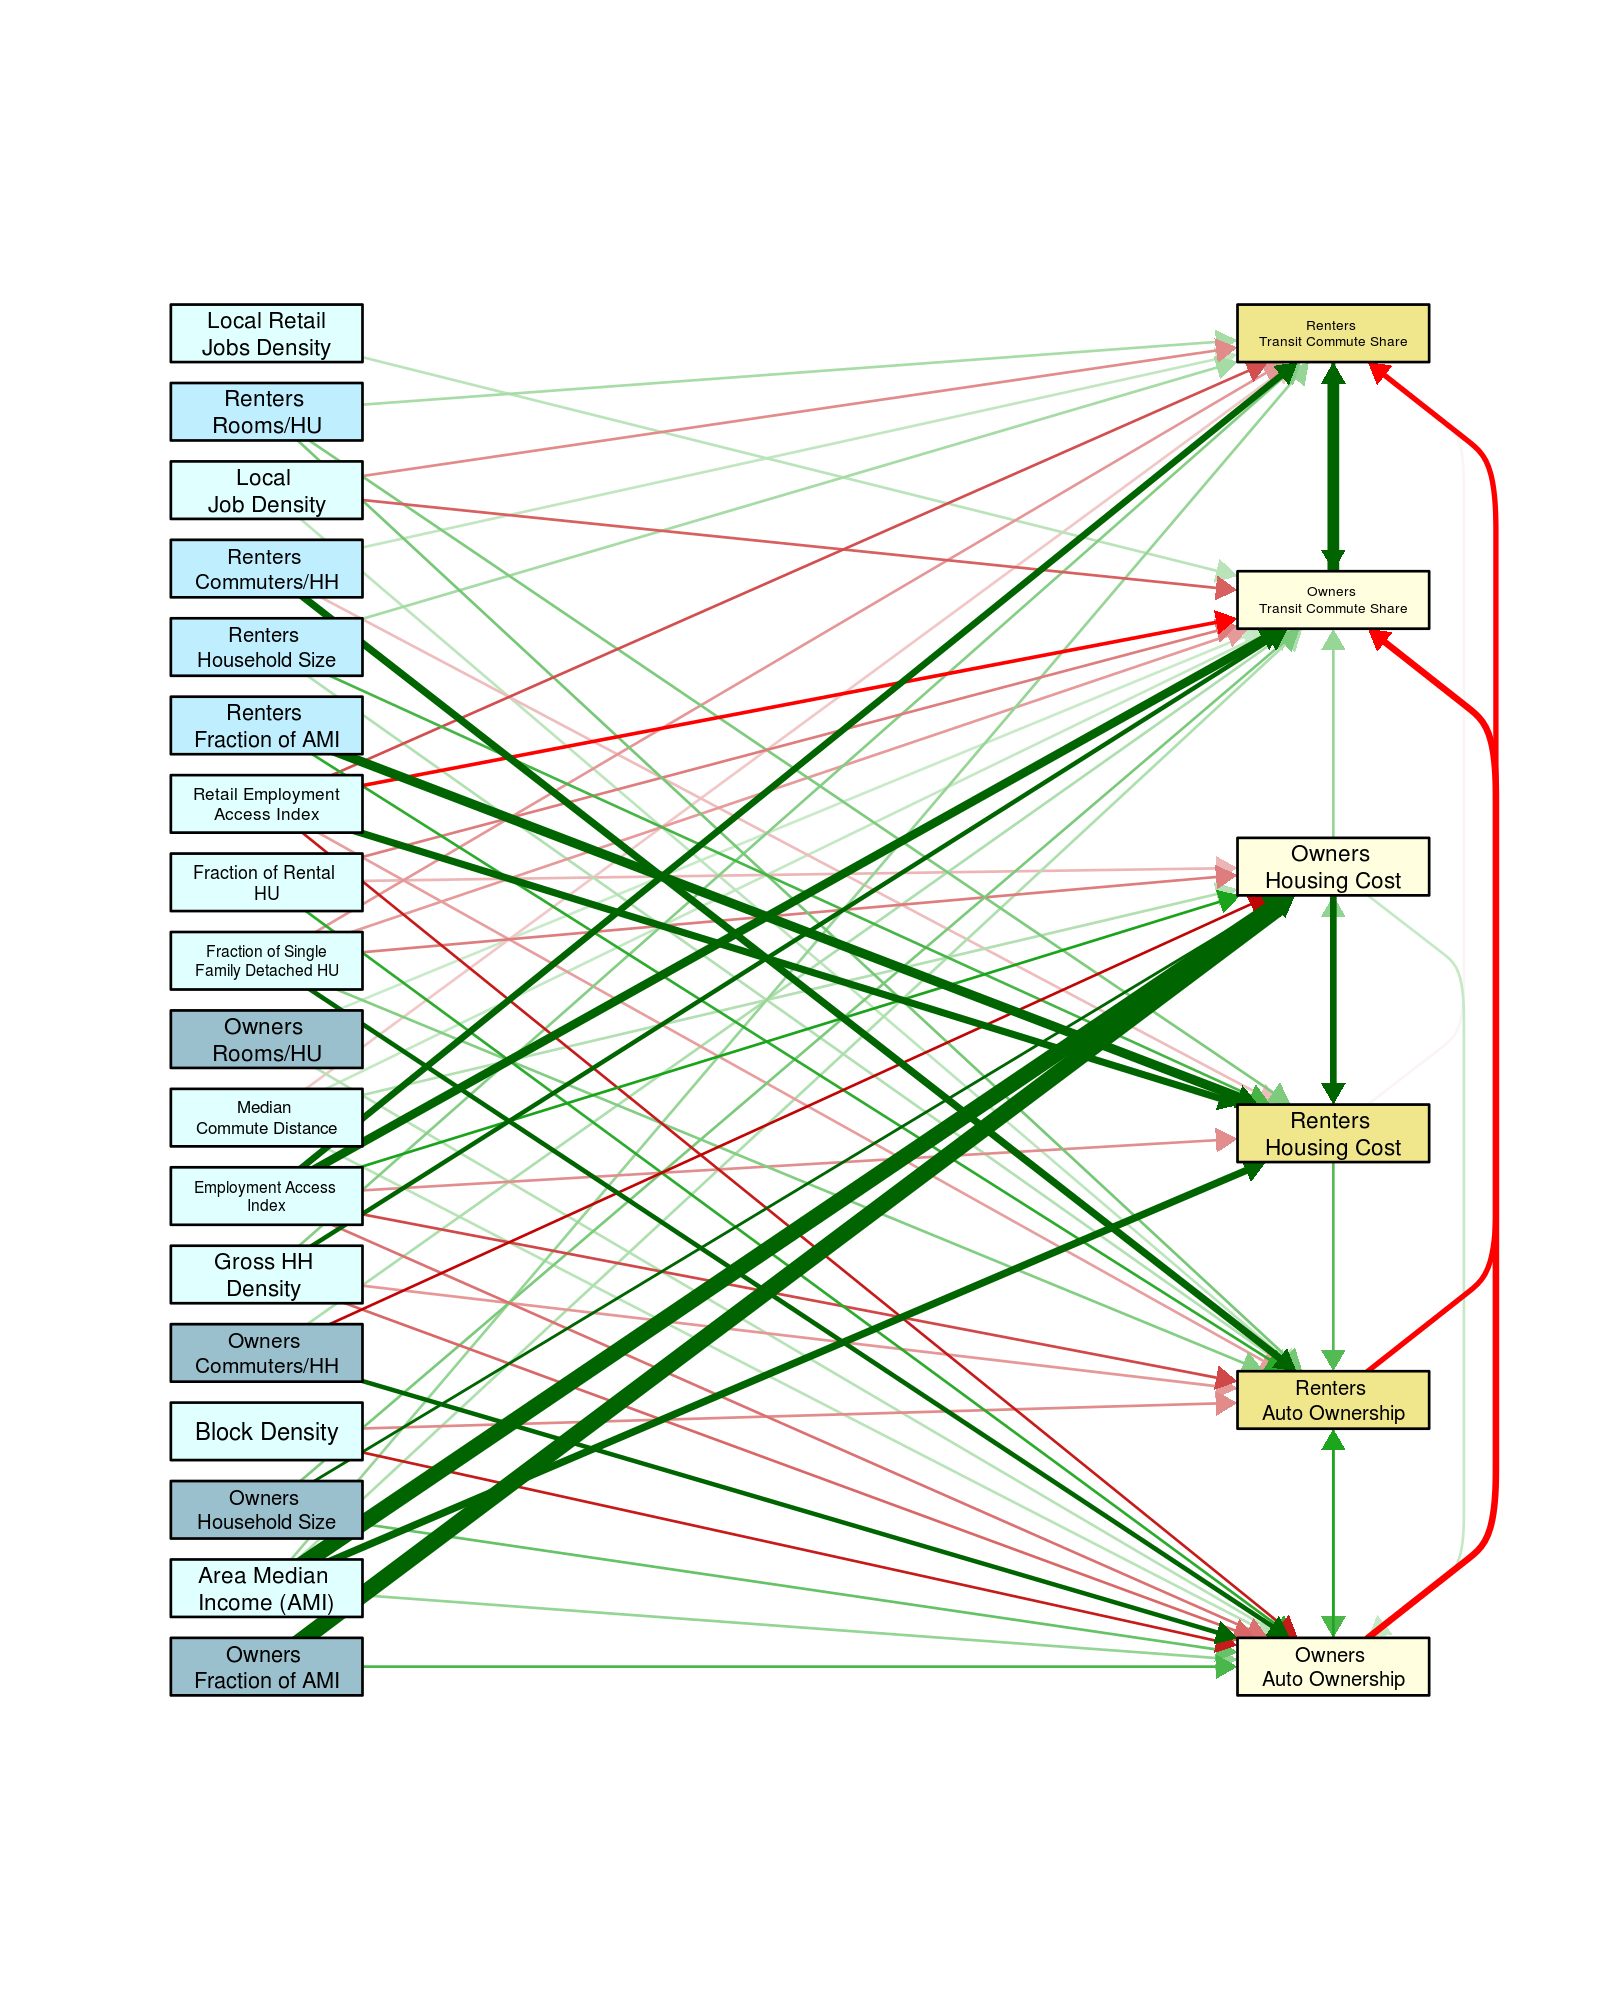 Local Retail
Jobs Density
Renters
Rooms/HU
Local
Job Density
Renters
Commuters/HH
Renters
Household Size
Renters
Fraction of AMI
Retail Employment
Access Index
Fraction of Rental
HU
Fraction of Single
Family Detached HU
Owners
Rooms/HU
Median
Commute Distance
Employment Access
Index
Gross HH
Density
Owners
Commuters/HH
Block Density
Owners
Household Size
Area Median
Income (AMI)
Owners
Fraction of AMI
Renters
Transit Commute Share
Owners
Transit Commute Share
Owners
Housing Cost
Renters
Housing Cost
Renters
Auto Ownership
Owners
Auto Ownership